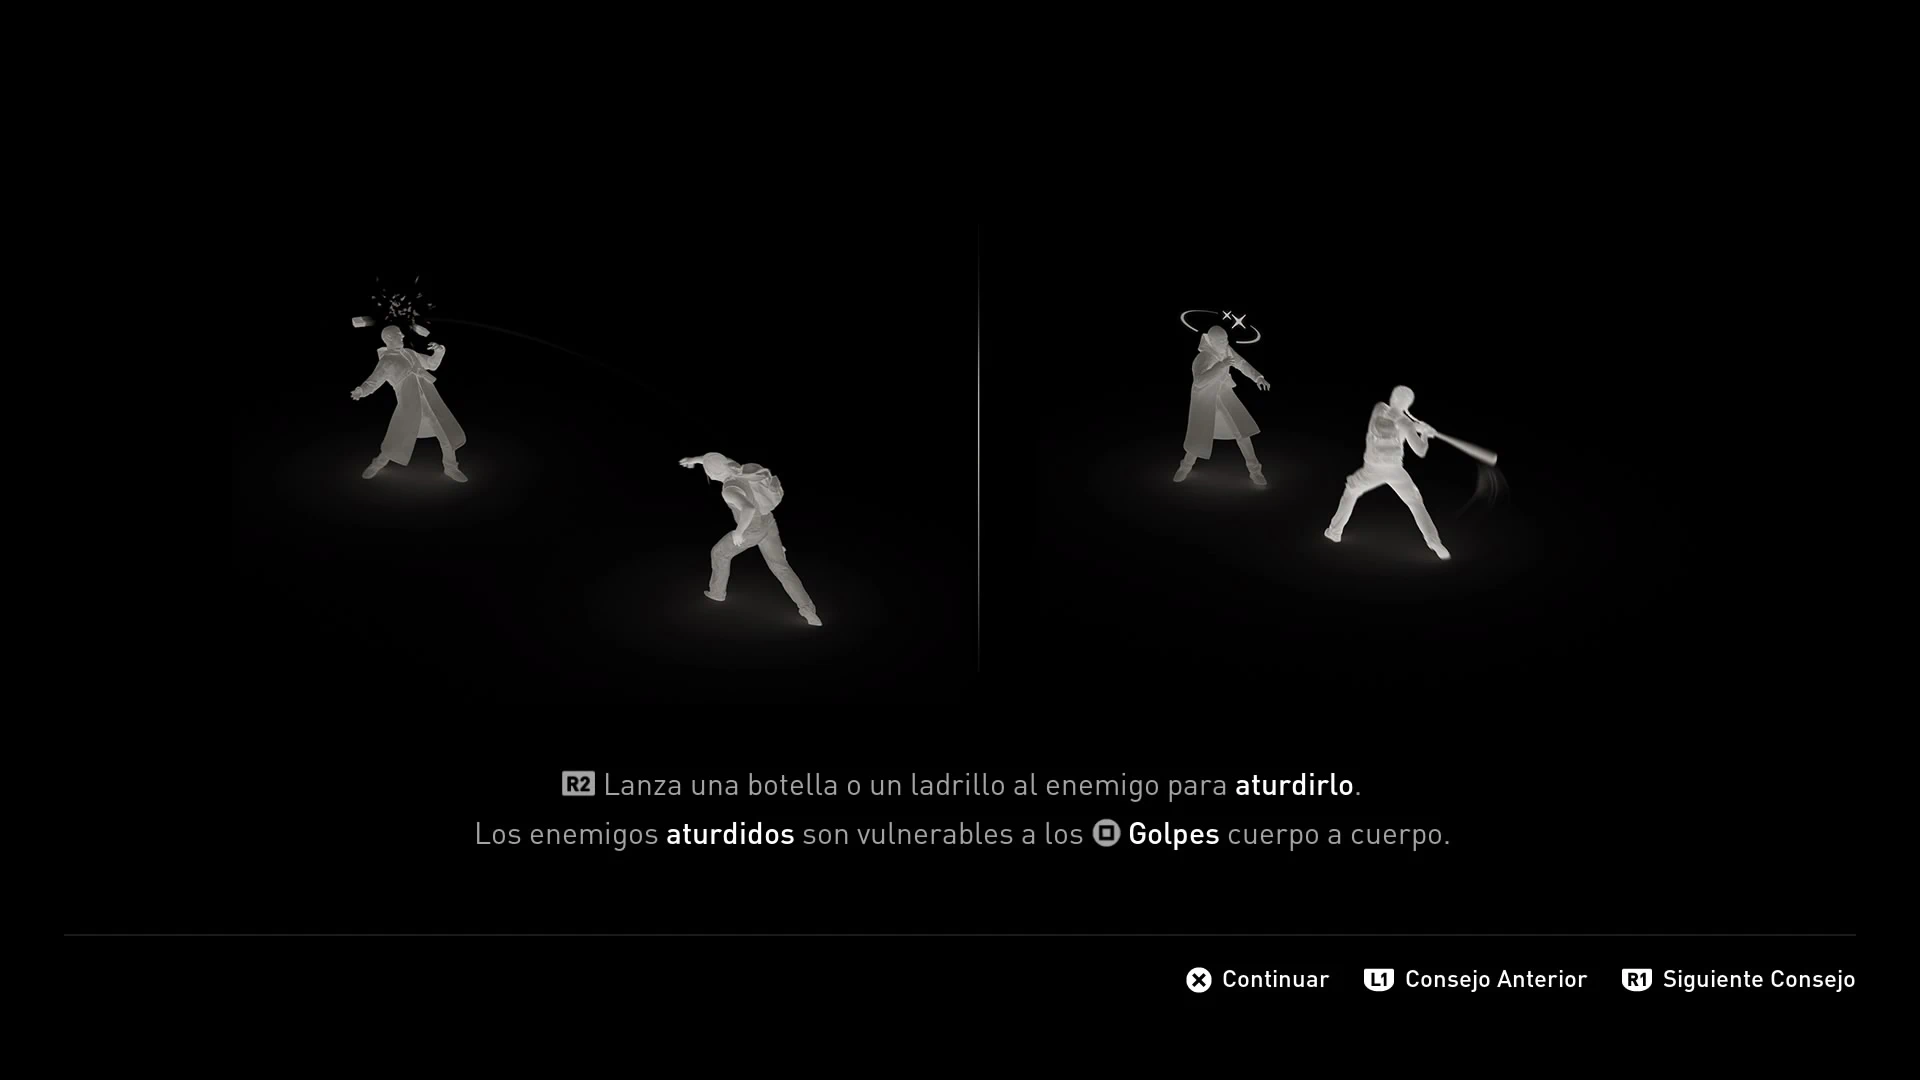 R2 Lanza una botella o un ladrillo al enemigo para aturdirlo.
Los enemigos aturdidos son vulnerables a los Golpes cuerpo a cuerpo.
Continuar L1 Consejo Anterior R1 Siguiente Consejo